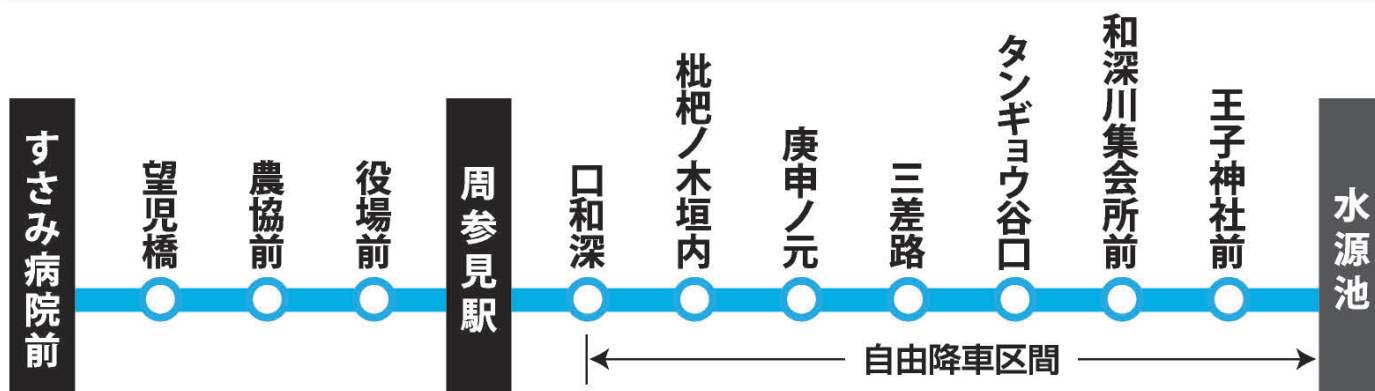 すさみ病院前
望児橋
農協前
役場前
周参見駅
口和深
枇杷ノ木垣内
庚申ノ元
三差路
タンギョウ谷口
和深川集会所前
王子神社前
水源池
自由降車区間